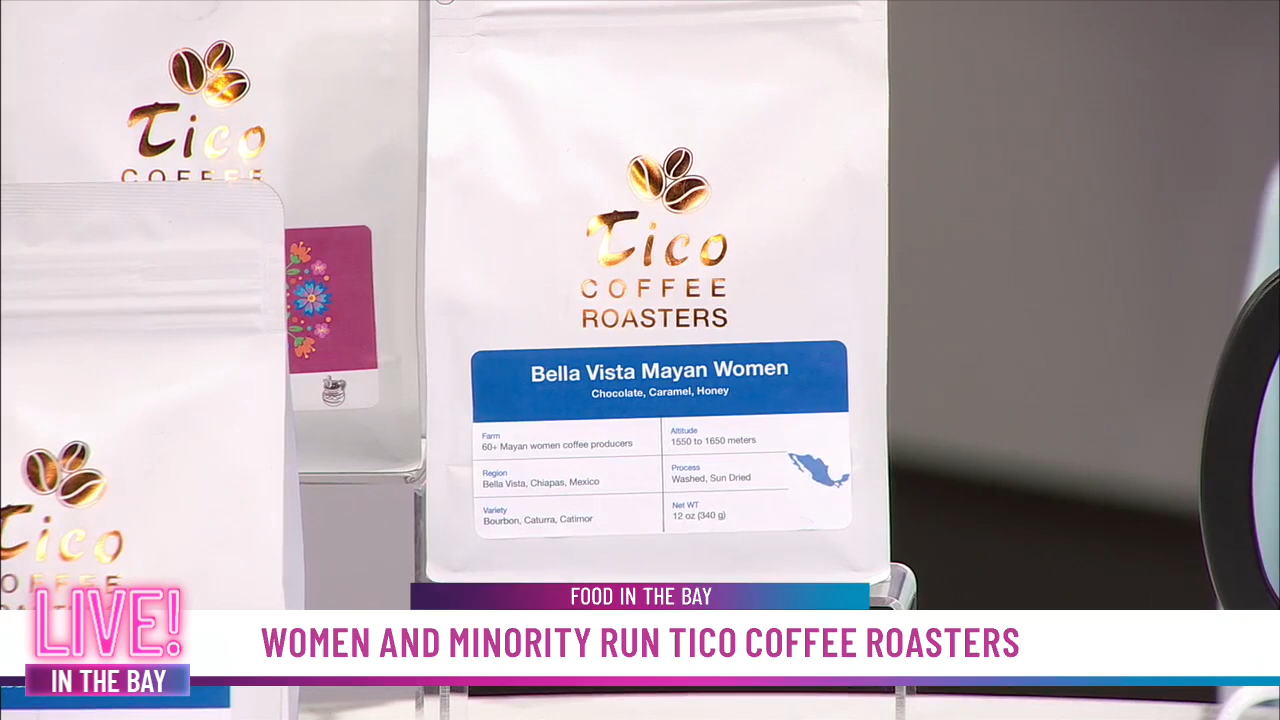 Tico
COFFEE
Tico
COFFEE
ROASTERS
Bella Vista Mayan Women
Chocolate, Caramel, Honey
Farm
60+ Mayan women coffee producers
Altitude
1550 to 1650 meters
Region
Bella Vista, Chiapas, Mexico
Process
Washed, Sun Dried
Variety
Bourbon, Caturra, Catimor
Net WT
12 oz (340 g)
Tico
FOOD IN THE BAY
WOMEN AND MINORITY RUN TICO COFFEE ROASTERS
LIVE!
IN THE BAY